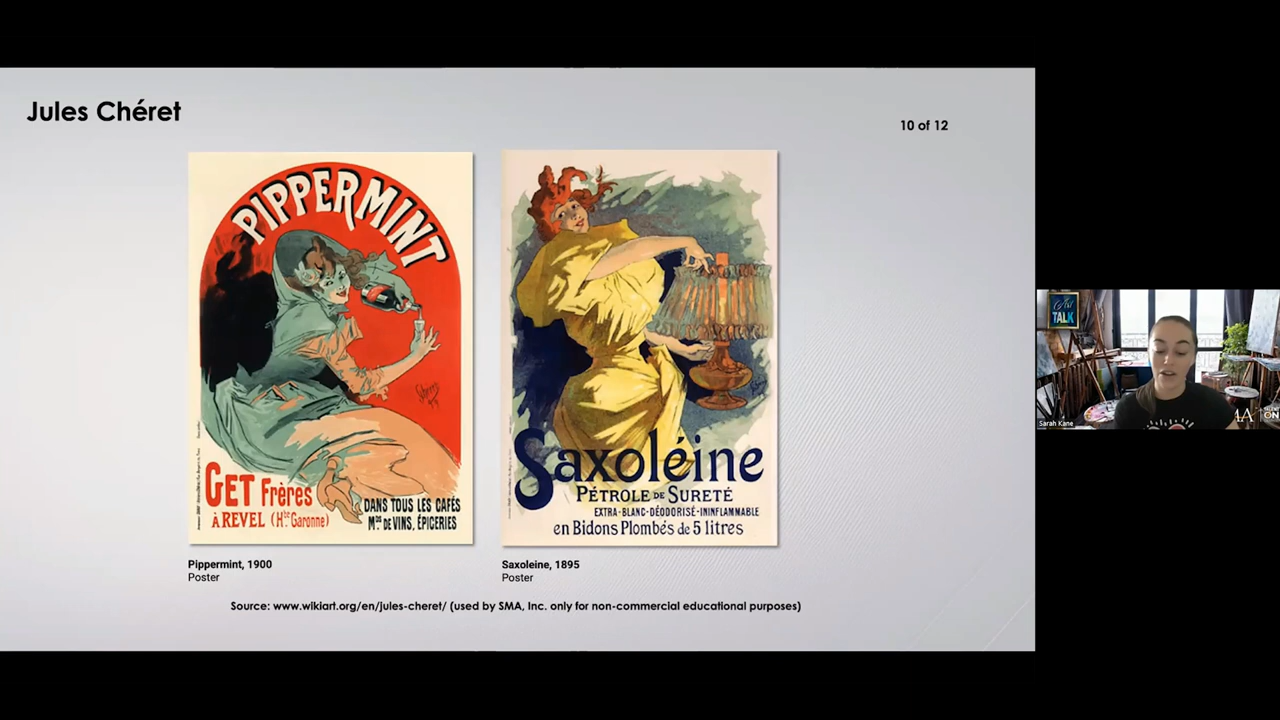 Jules Chéret
10 of 12
PIPPERMINT
GET Frères
À REVEL (Hte Garonne)
DANS TOUS LES CAFÉS
Mds DE VINS, ÉPICERIES
Saxoléine
PÉTROLE DE SURETÉ
EXTRA-BLANC-DÉODORISÉ-ININFLAMMABLE
en Bidons Plombés de 5 litres
Pippermint, 1900
Poster
Saxoleine, 1895
Poster
Source: www.wikiart.org/en/jules-cheret/ (used by SMA, Inc. only for non-commercial educational purposes)
Art
TALK
Sarah Kane